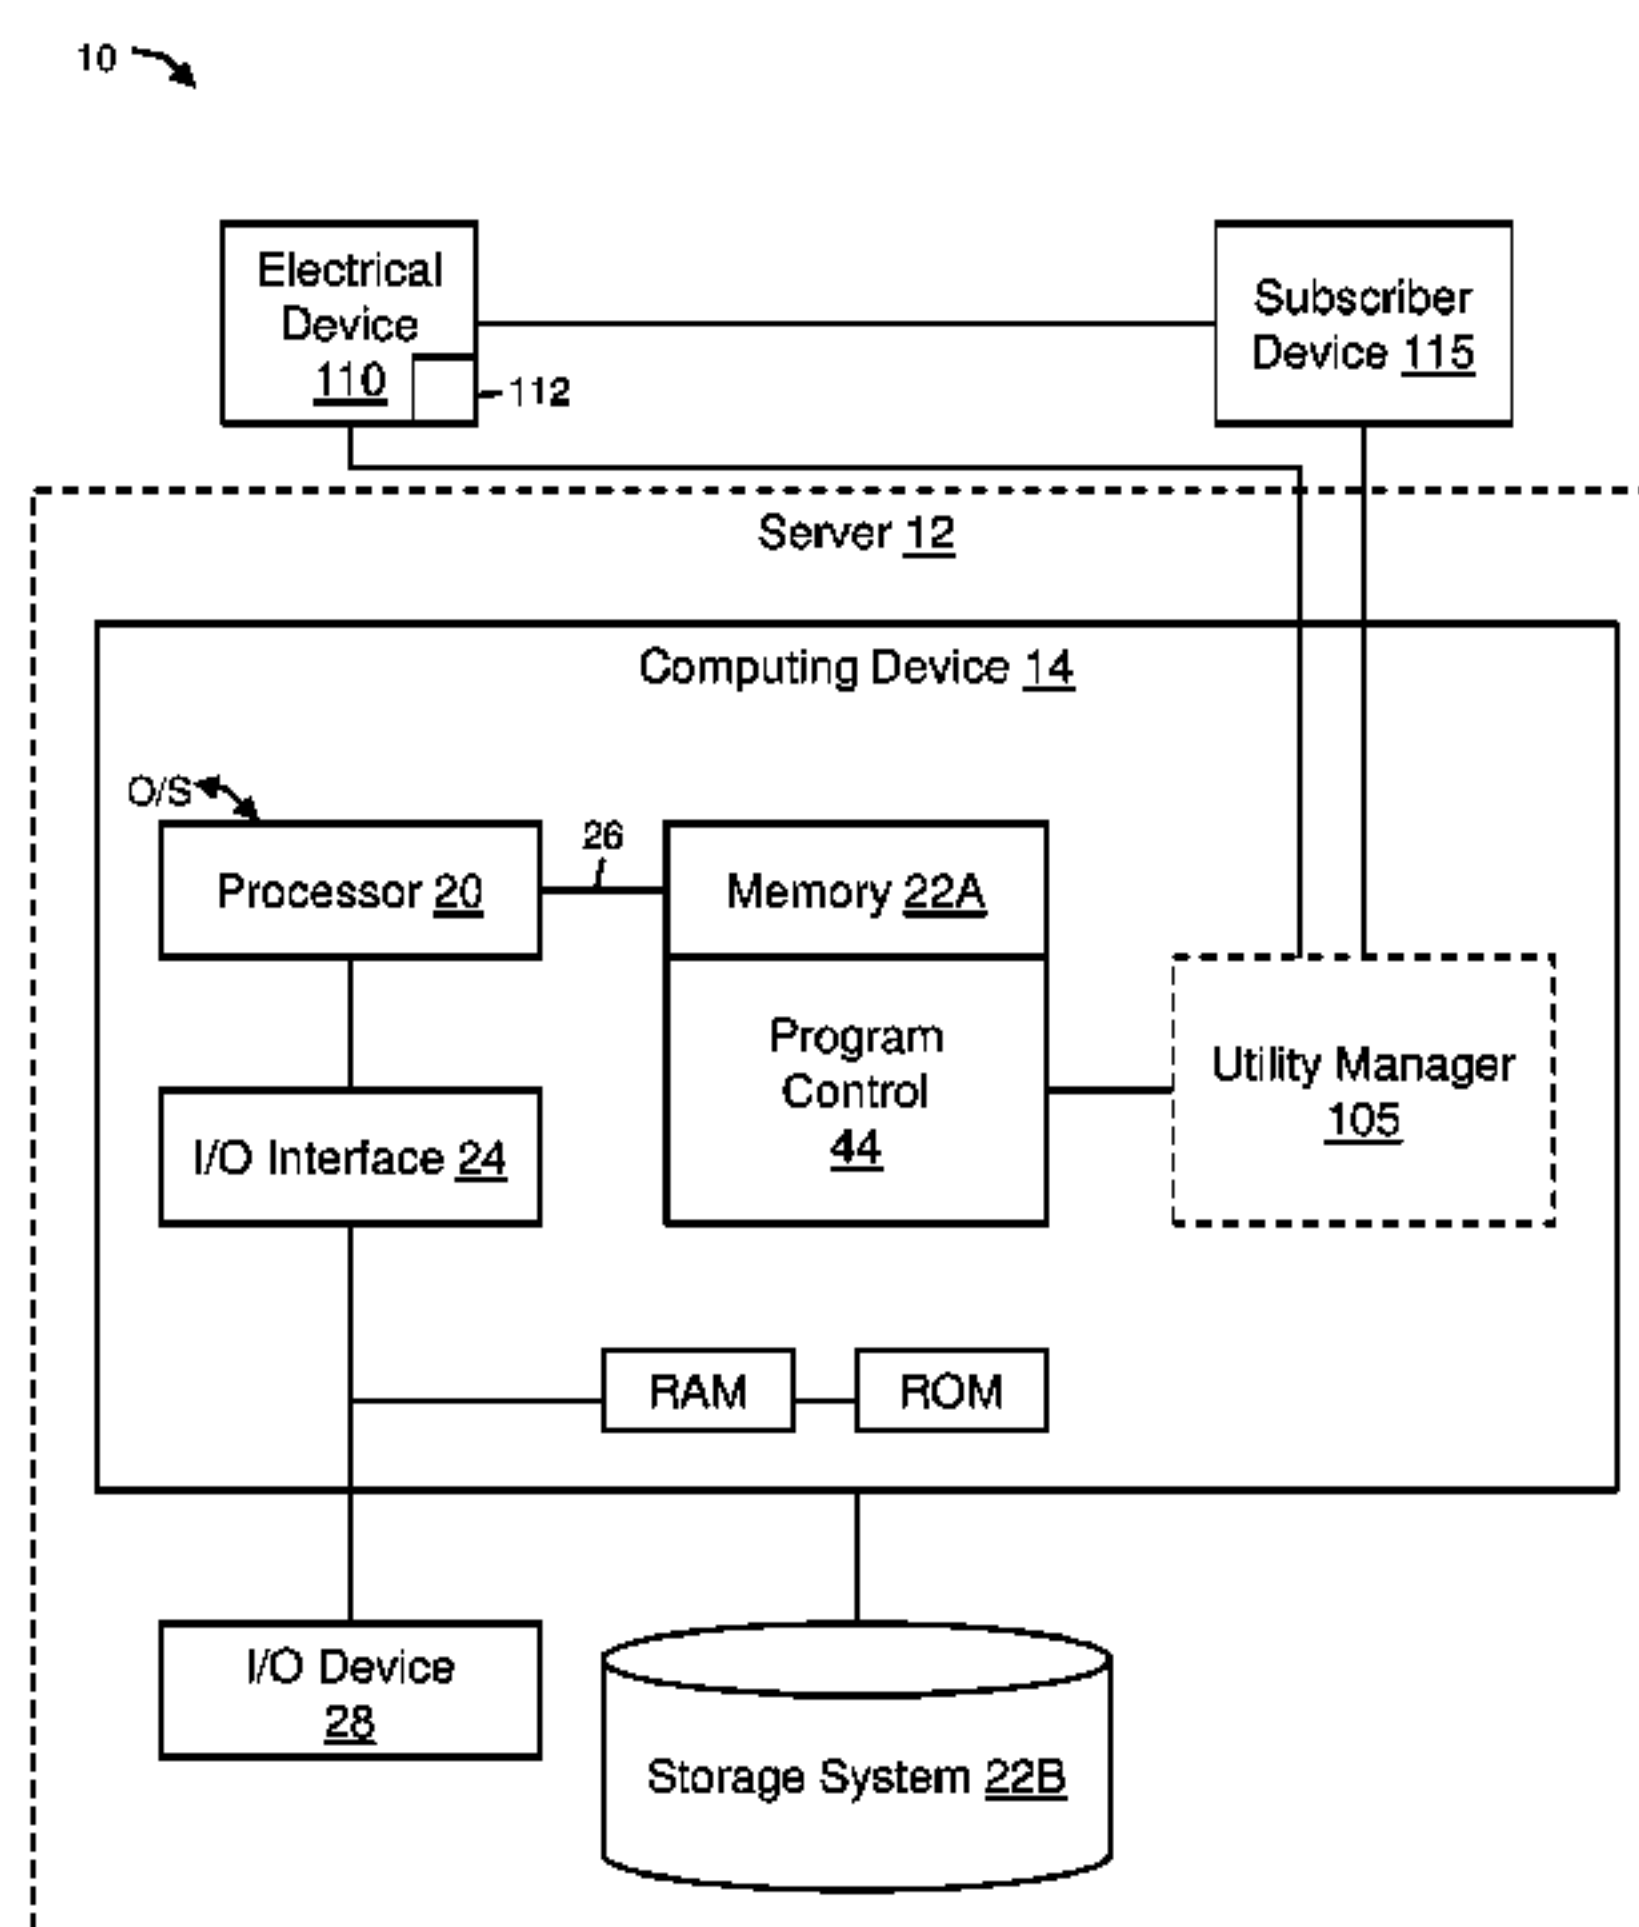 10
Electrical
Device
110
112
Subscriber
Device 115
Server 12
Computing Device 14
O/S
26
Processor 20
Memory 22A
Program
Control
44
Utility Manager
105
I/O Interface 24
RAM
ROM
I/O Device
28
Storage System 22B